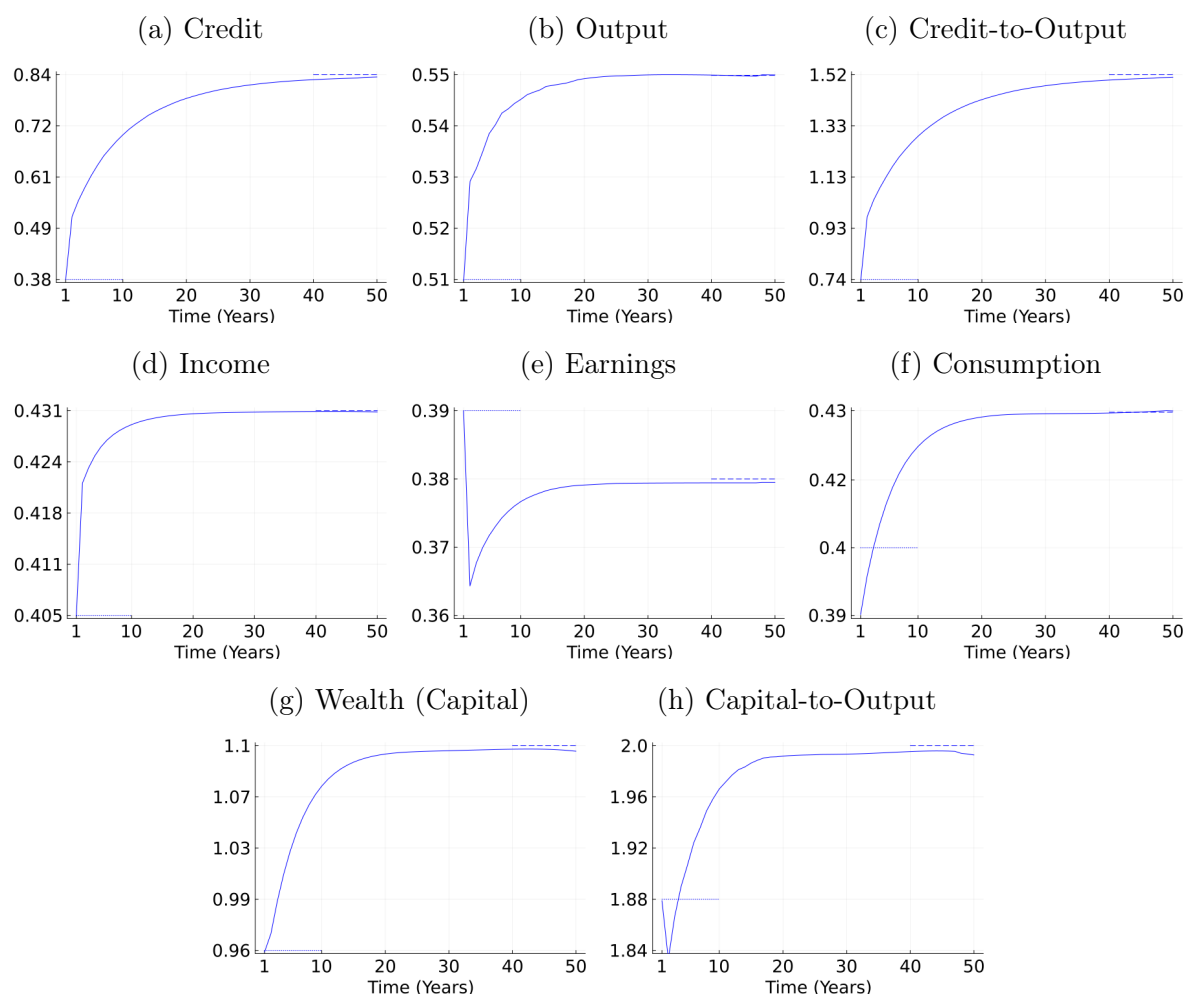 (a) Credit
(b) Output
(c) Credit-to-Output
0.84
0.72
0.61
0.49
0.38
1 10 20 30 40 50
Time (Years)
0.55
0.54
0.53
0.52
0.51
1 10 20 30 40 50
Time (Years)
1.52
1.33
1.13
0.93
0.74
1 10 20 30 40 50
Time (Years)
(d) Income
(e) Earnings
(f) Consumption
0.431
0.424
0.418
0.411
0.405
1 10 20 30 40 50
Time (Years)
0.39
0.38
0.37
0.36
1 10 20 30 40 50
Time (Years)
0.43
0.42
0.4
0.39
1 10 20 30 40 50
Time (Years)
(g) Wealth (Capital)
(h) Capital-to-Output
1.1
1.07
1.03
0.99
0.96
1 10 20 30 40 50
Time (Years)
2.0
1.96
1.92
1.88
1.84
1 10 20 30 40 50
Time (Years)